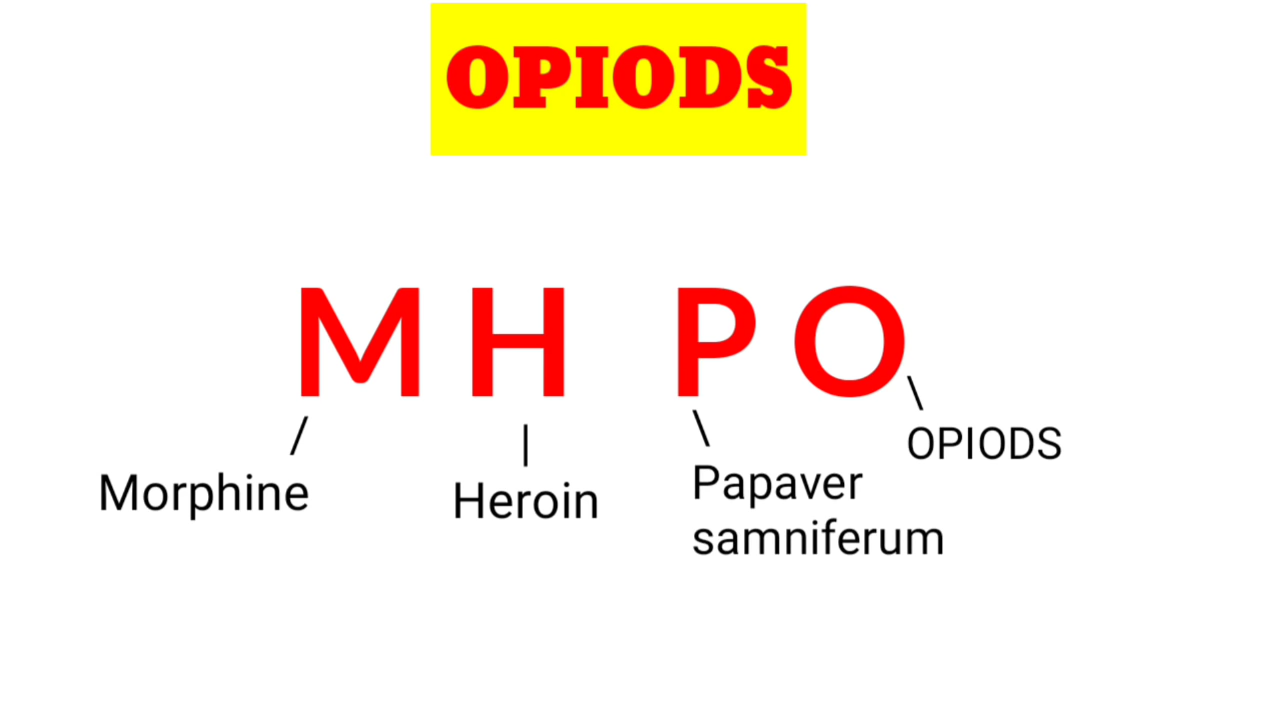 OPIODS
M H P O
OPIODS
Morphine
Heroin
Papaver
samniferum